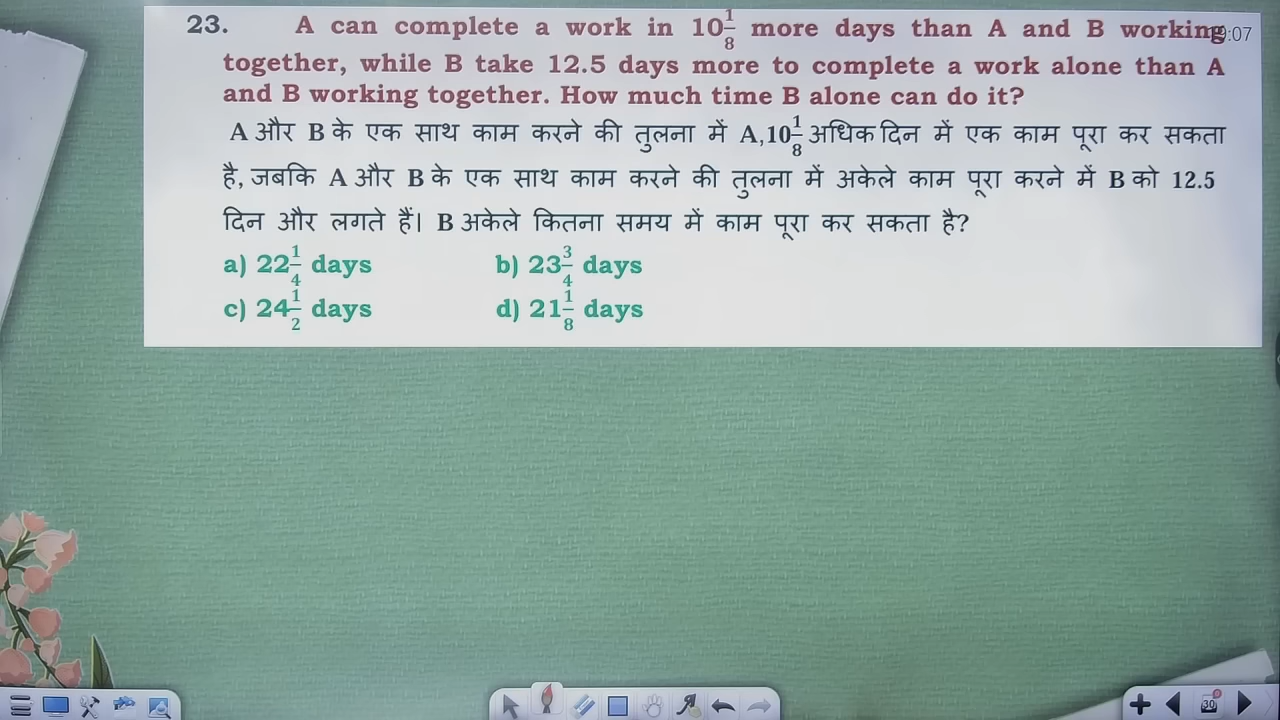 23. A can complete a work in 10 1/8 more days than A and B working
together, while B take 12.5 days more to complete a work alone than A
and B working together. How much time B alone can do it?
A और B के एक साथ काम करने की तुलना में A,10 1/8 अधिक दिन में एक काम पूरा कर सकता
है, जबकि A और B के एक साथ काम करने की तुलना में अकेले काम पूरा करने में B को 12.5
दिन और लगते हैं। B अकेले कितना समय में काम पूरा कर सकता है?
a) 22 1/4 days b) 23 3/4 days
c) 24 1/2 days d) 21 1/8 days
30